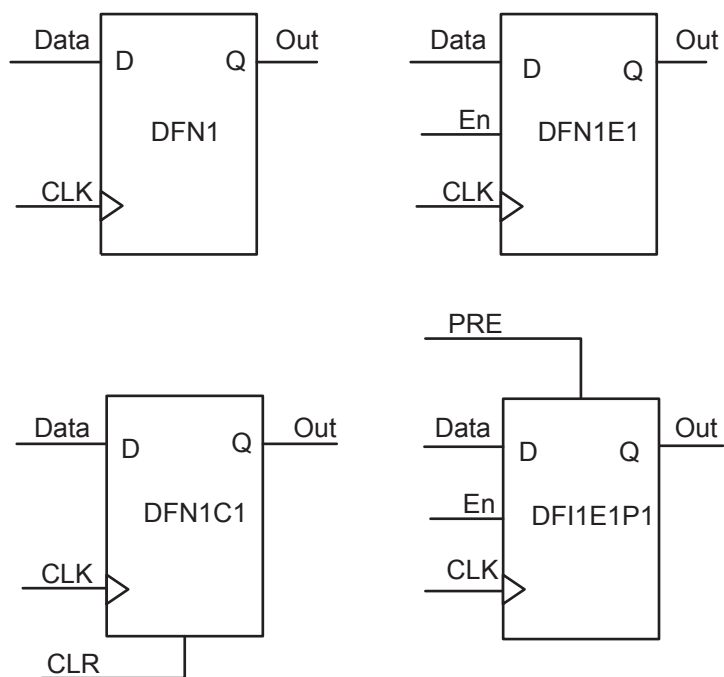 Data
D
Q
Out
DFN1
CLK
Data
D
Q
Out
En
DFN1E1
CLK
Data
D
Q
Out
DFN1C1
CLK
CLR
PRE
Data
D
Q
Out
En
DFI1E1P1
CLK